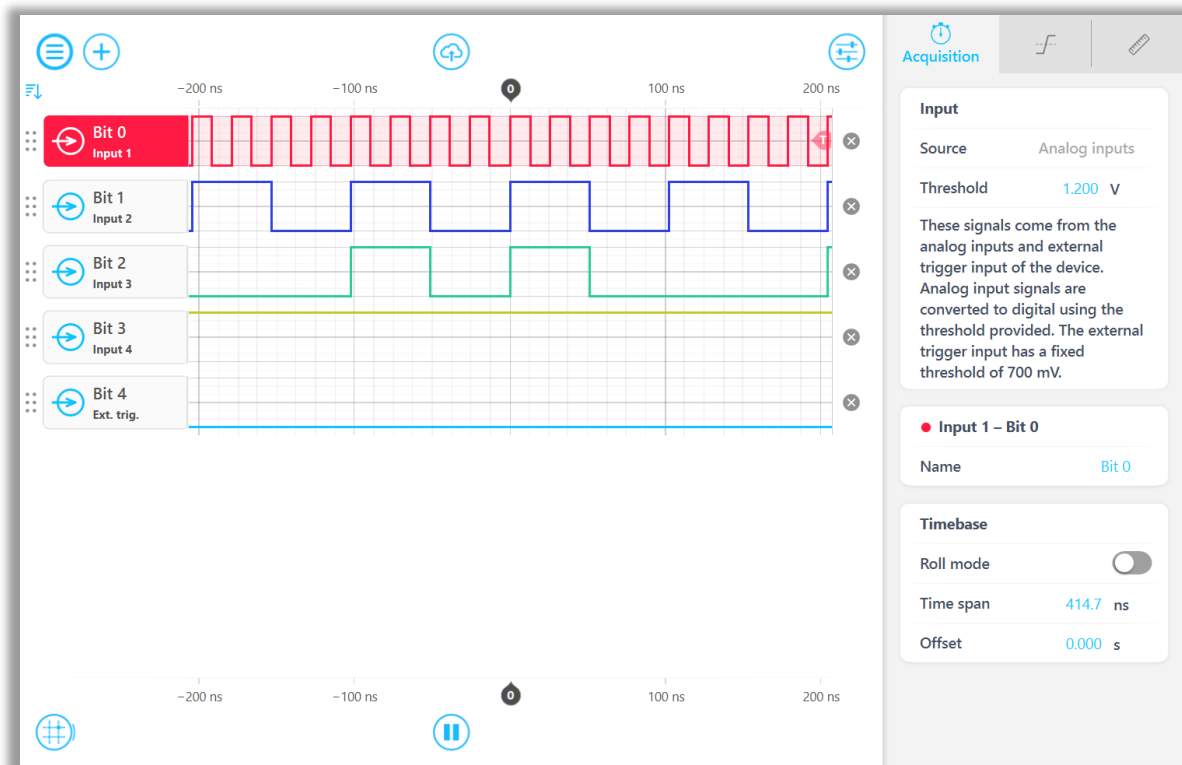 Acquisition
−200 ns −100 ns 0 100 ns 200 ns
Bit 0
Input 1
T
Bit 1
Input 2
Bit 2
Input 3
Bit 3
Input 4
Bit 4
Ext. trig.
−200 ns −100 ns 0 100 ns 200 ns
Input
Source Analog inputs
Threshold 1.200 V
These signals come from the
analog inputs and external
trigger input of the device.
Analog input signals are
converted to digital using the
threshold provided. The external
trigger input has a fixed
threshold of 700 mV.
Input 1 – Bit 0
Name Bit 0
Timebase
Roll mode
Time span 414.7 ns
Offset 0.000 s